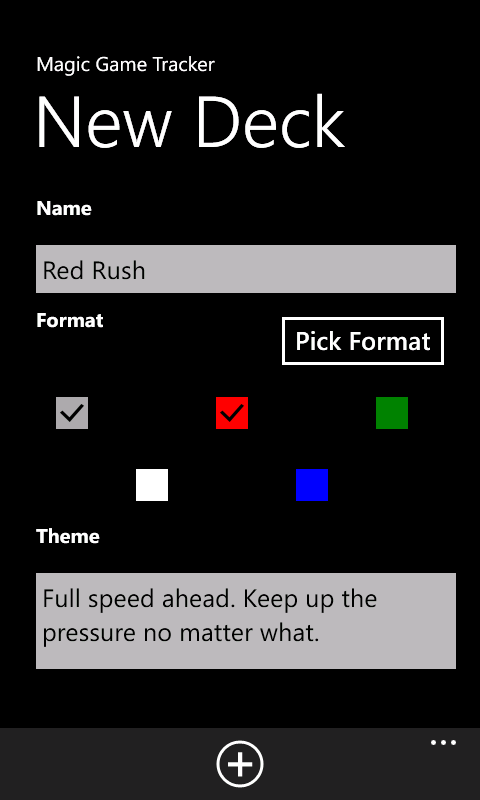 Magic Game Tracker
New Deck
Name
Red Rush
Format
Pick Format
Theme
Full speed ahead. Keep up the
pressure no matter what.